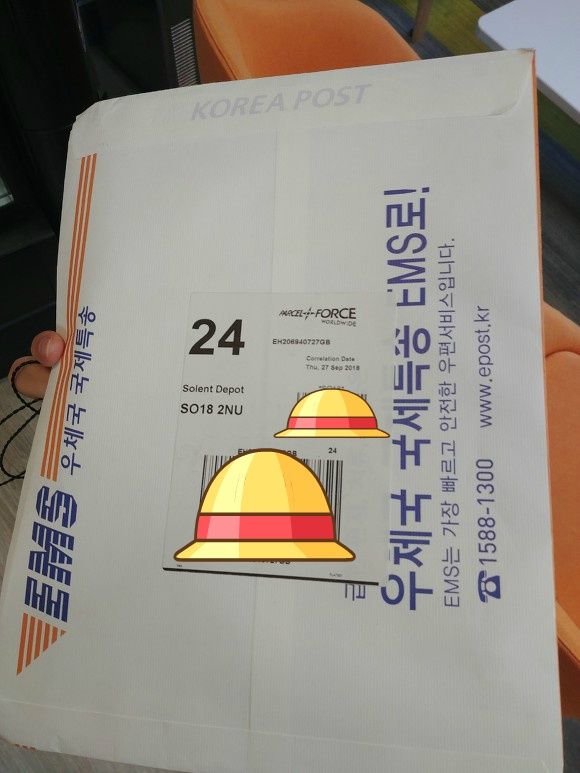 KOREA POST
PARCEL FORCE
WORLDWIDE
24
EH206940727GB
Correlation Date
Thu, 27 Sep 2018
Solent Depot
SO18 2NU
24
EMS
우체국 국제특송
우체국 국제특송 EMS로!
EMS는 가장 빠르고 안전한 우편서비스입니다.
☎1588-1300 www.epost.kr